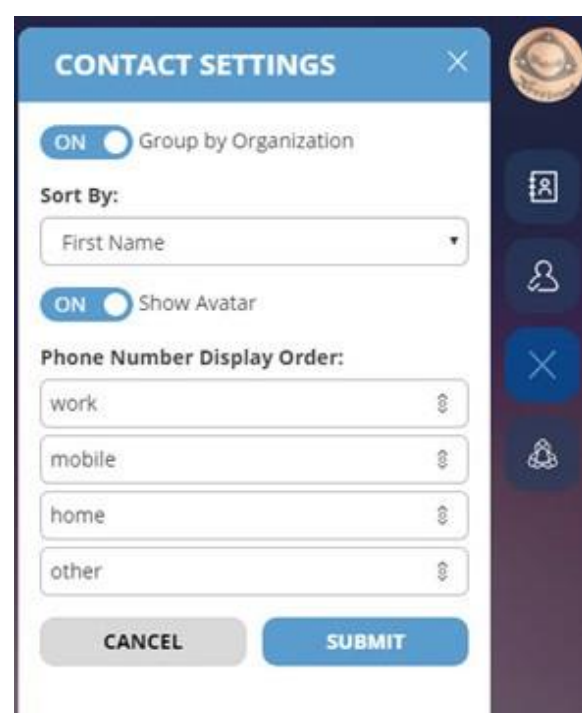 CONTACT SETTINGS
ON Group by Organization
Sort By:
First Name
ON Show Avatar
Phone Number Display Order:
work
mobile
home
other
CANCEL SUBMIT